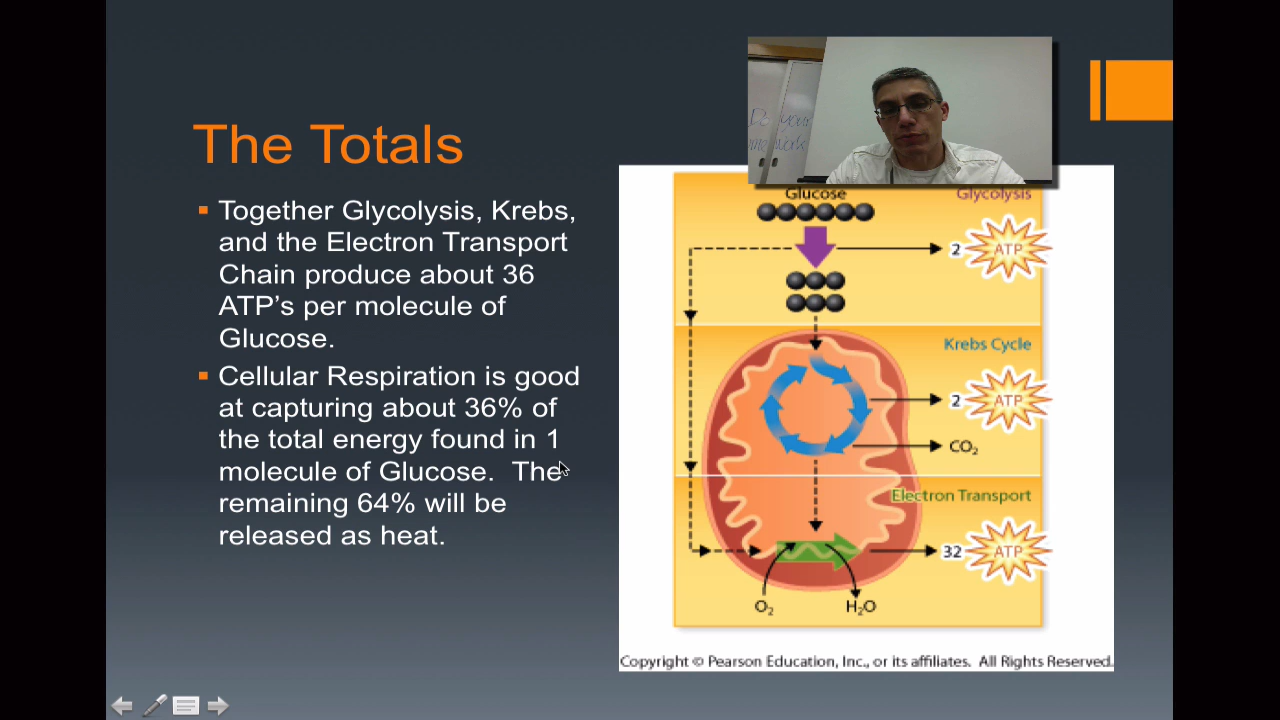 The Totals
Together Glycolysis, Krebs,
and the Electron Transport
Chain produce about 36
ATP's per molecule of
Glucose.
Cellular Respiration is good
at capturing about 36% of
the total energy found in 1
molecule of Glucose. The
remaining 64% will be
released as heat.
Glucose
Glycolysis
2 ATP
Krebs Cycle
2 ATP
CO₂
Electron Transport
32 ATP
O₂
H₂O
Copyright © Pearson Education, Inc., or its affiliates. All Rights Reserved.